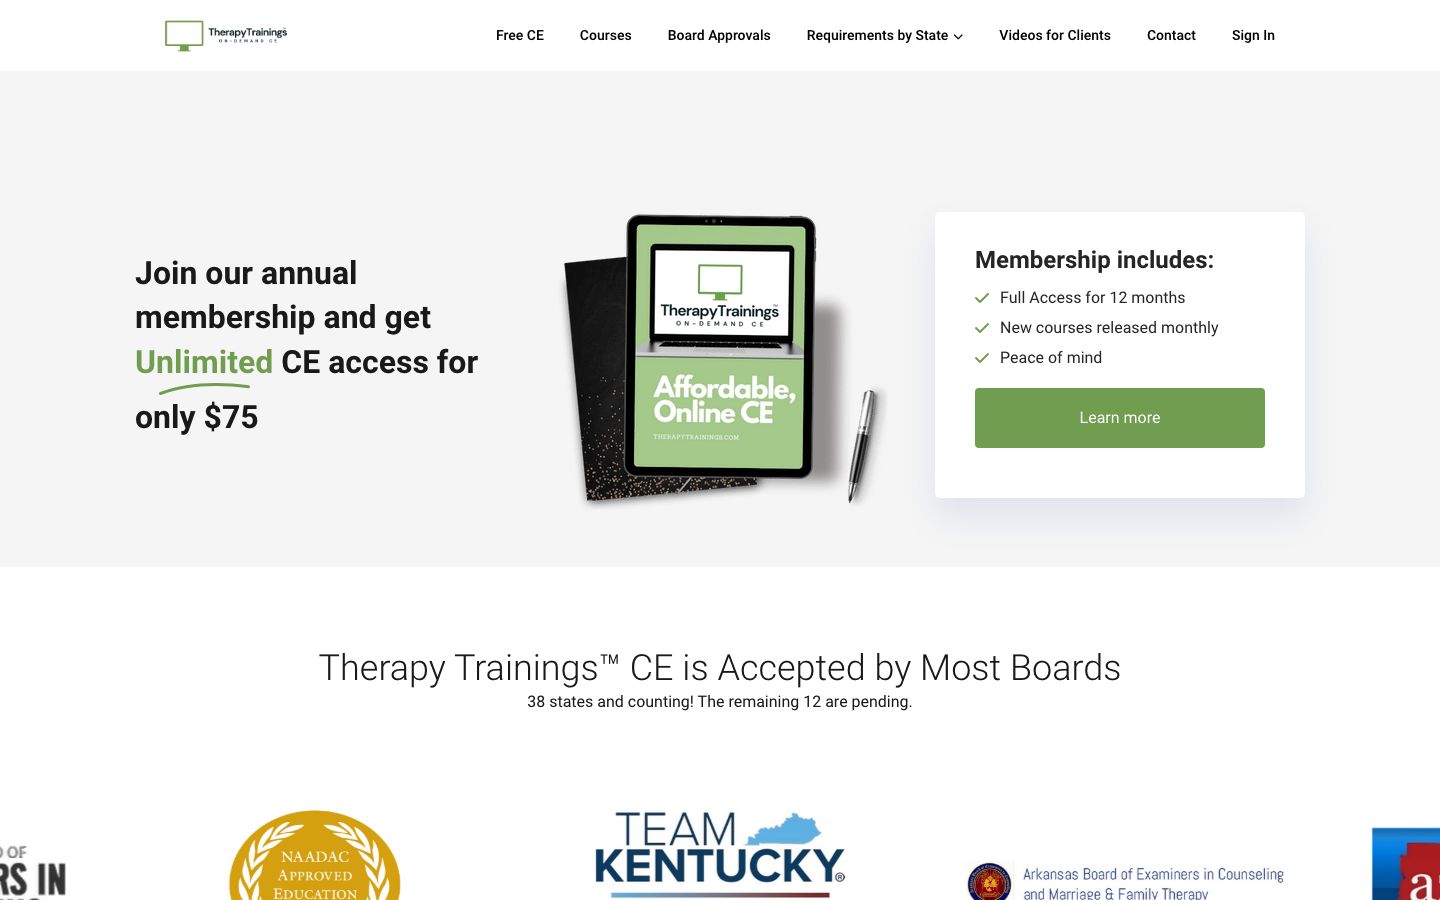 TherapyTrainings
ON-DEMAND CE
Free CE
Courses
Board Approvals
Requirements by State
Videos for Clients
Contact
Sign In
Join our annual
membership and get
Unlimited CE access for
only $75
TherapyTrainings™
ON-DEMAND CE
Affordable,
Online CE
THERAPYTRAININGS.COM
Membership includes:
Full Access for 12 months
New courses released monthly
Peace of mind
Learn more
Therapy Trainings™ CE is Accepted by Most Boards
38 states and counting! The remaining 12 are pending.
OF
RS IN
NAADAC
APPROVED
EDUCATION
TEAM
KENTUCKY®
Arkansas Board of Examiners in Counseling
and Marriage & Family Therapy
a